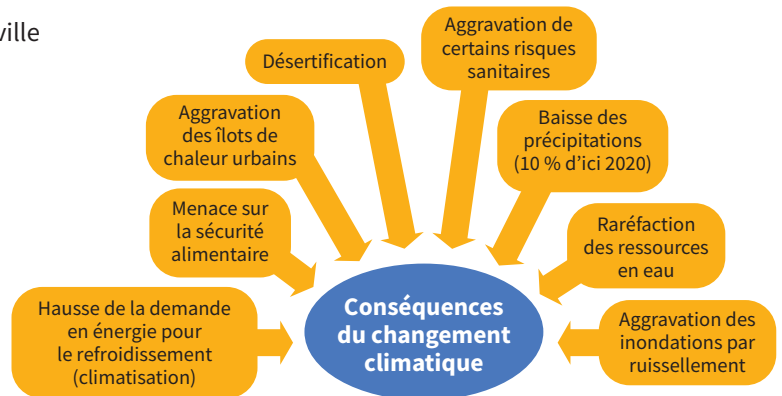 ville
Aggravation de
certains risques
sanitaires
Désertification
Aggravation
des îlots de
chaleur urbains
Baisse des
précipitations
(10 % d’ici 2020)
Menace sur
la sécurité
alimentaire
Raréfaction
des ressources
en eau
Hausse de la demande
en énergie pour
le refroidissement
(climatisation)
Conséquences
du changement
climatique
Aggravation des
inondations par
ruissellement